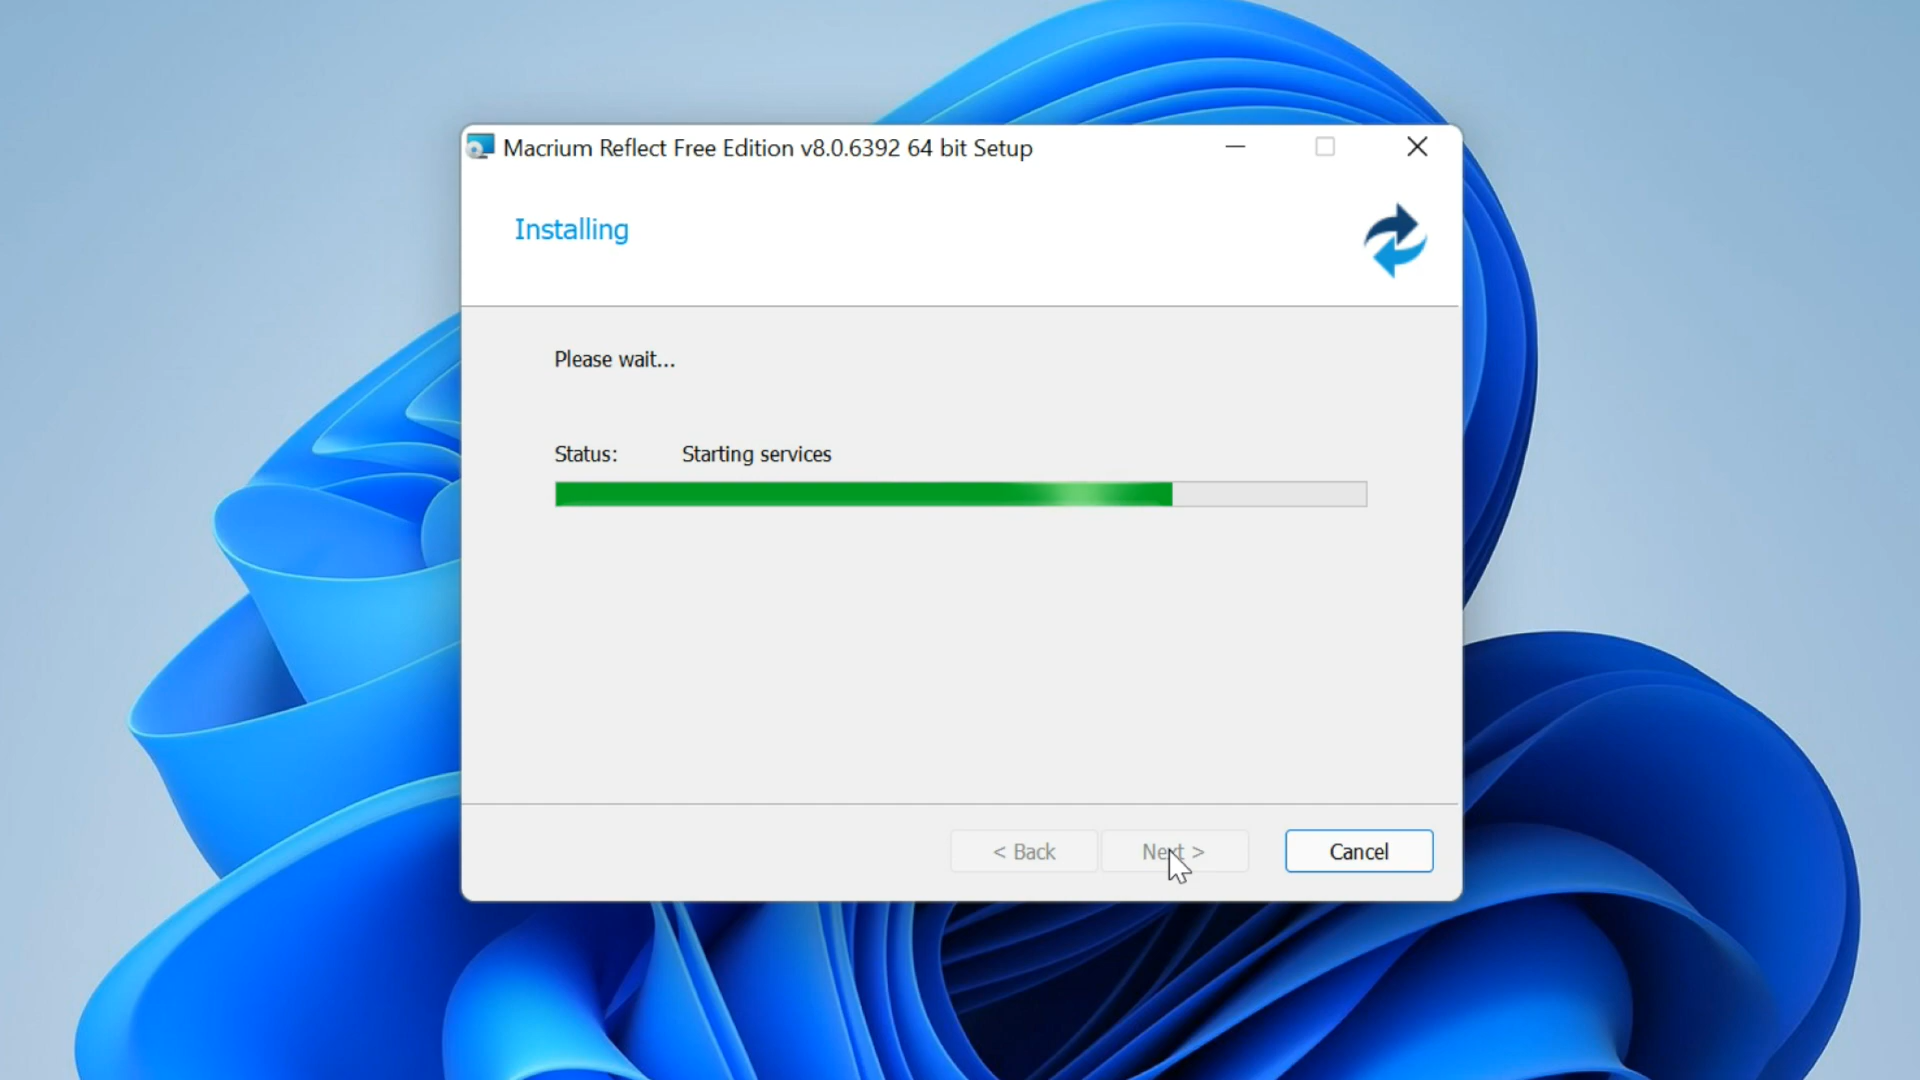 Macrium Reflect Free Edition v8.0.6392 64 bit Setup
Installing
Please wait...
Status: Starting services
< Back Next > Cancel